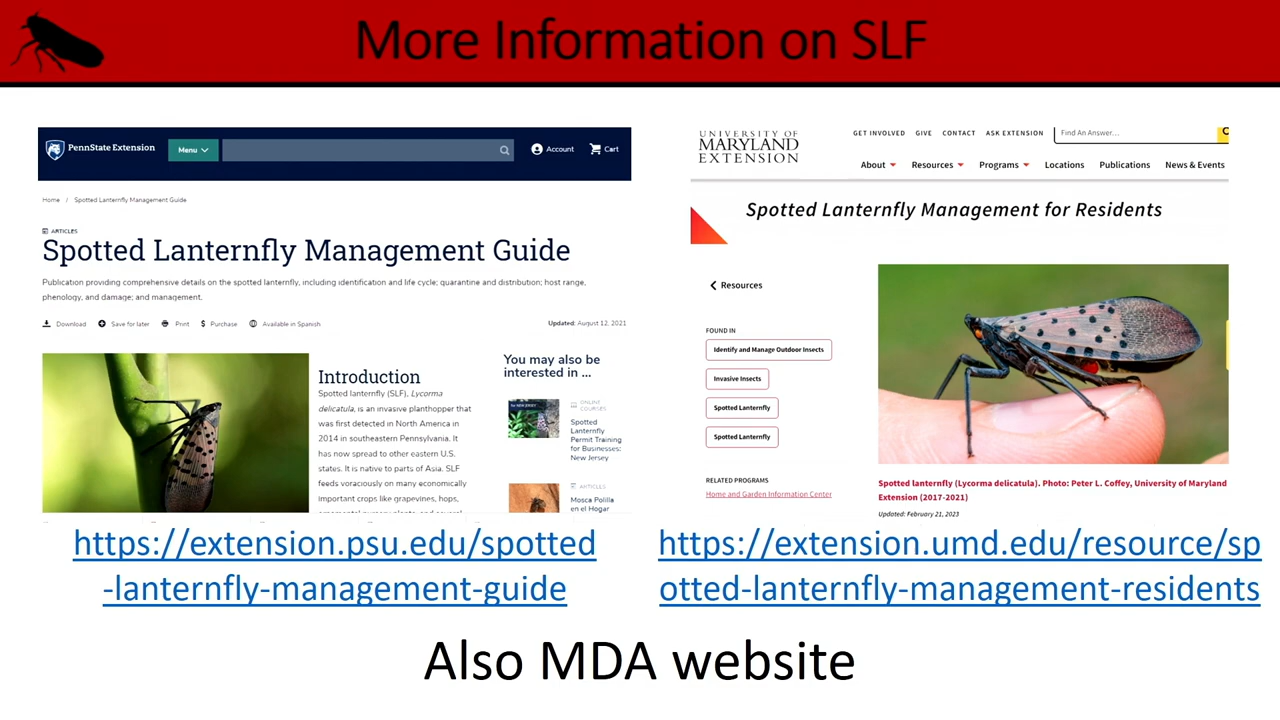 More Information on SLF
PennState Extension
Menu
Account
Cart
Home / Spotted Lanternfly Management Guide
ARTICLES
Spotted Lanternfly Management Guide
Publication providing comprehensive details on the spotted lanternfly, including identification and life cycle; quarantine and distribution; host range,
phenology, and damage; and management.
Download Save for later Print $ Purchase Available in Spanish
Updated: August 12, 2021
Introduction
Spotted lanternfly (SLF), Lycorma
delicatula, is an invasive planthopper that
was first detected in North America in
2014 in southeastern Pennsylvania. It
has now spread to other eastern U.S.
states. It is native to parts of Asia. SLF
feeds voraciously on many economically
important crops like grapevines, hops,
You may also be
interested in ...
ONLINE
COURSES
Spotted
Lanternfly
Permit Training
for Businesses:
New Jersey
ARTICLES
Mosca Polilla
en el Hogar
https://extension.psu.edu/spotted
-lanternfly-management-guide
UNIVERSITY OF
MARYLAND
EXTENSION
GET INVOLVED GIVE CONTACT ASK EXTENSION
Find An Answer...
About Resources Programs Locations Publications News & Events
Spotted Lanternfly Management for Residents
Resources
FOUND IN
Identify and Manage Outdoor Insects
Invasive Insects
Spotted Lanternfly
Spotted Lanternfly
RELATED PROGRAMS
Home and Garden Information Center
Spotted lanternfly (Lycorma delicatula). Photo: Peter L. Coffey, University of Maryland
Extension (2017-2021)
Updated: February 21, 2023
https://extension.umd.edu/resource/sp
otted-lanternfly-management-residents
Also MDA website